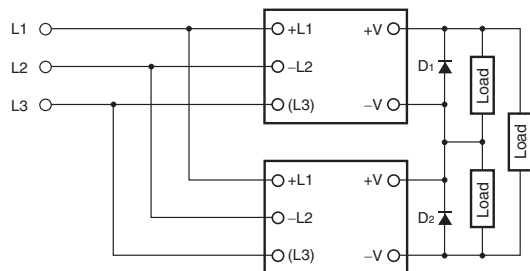 L1
+L1
+V
L2
–L2
D1
Load
L3
(L3)
–V
Load
+L1
+V
–L2
D2
Load
(L3)
–V